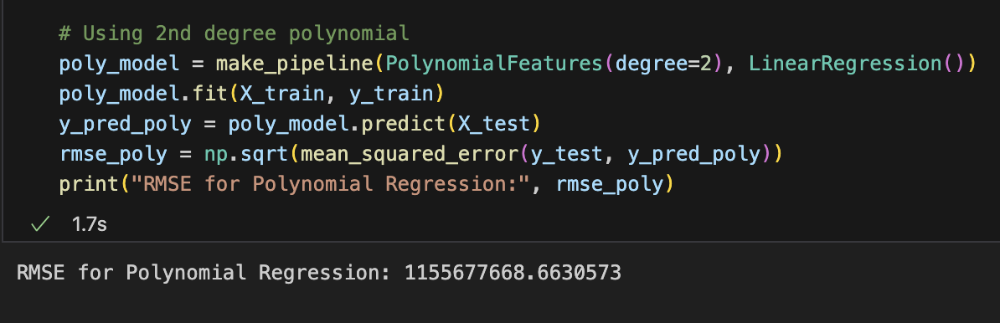 # Using 2nd degree polynomial
poly_model = make_pipeline(PolynomialFeatures(degree=2), LinearRegression())
poly_model.fit(X_train, y_train)
y_pred_poly = poly_model.predict(X_test)
rmse_poly = np.sqrt(mean_squared_error(y_test, y_pred_poly))
print("RMSE for Polynomial Regression:", rmse_poly)
1.7s
RMSE for Polynomial Regression: 1155677668.6630573